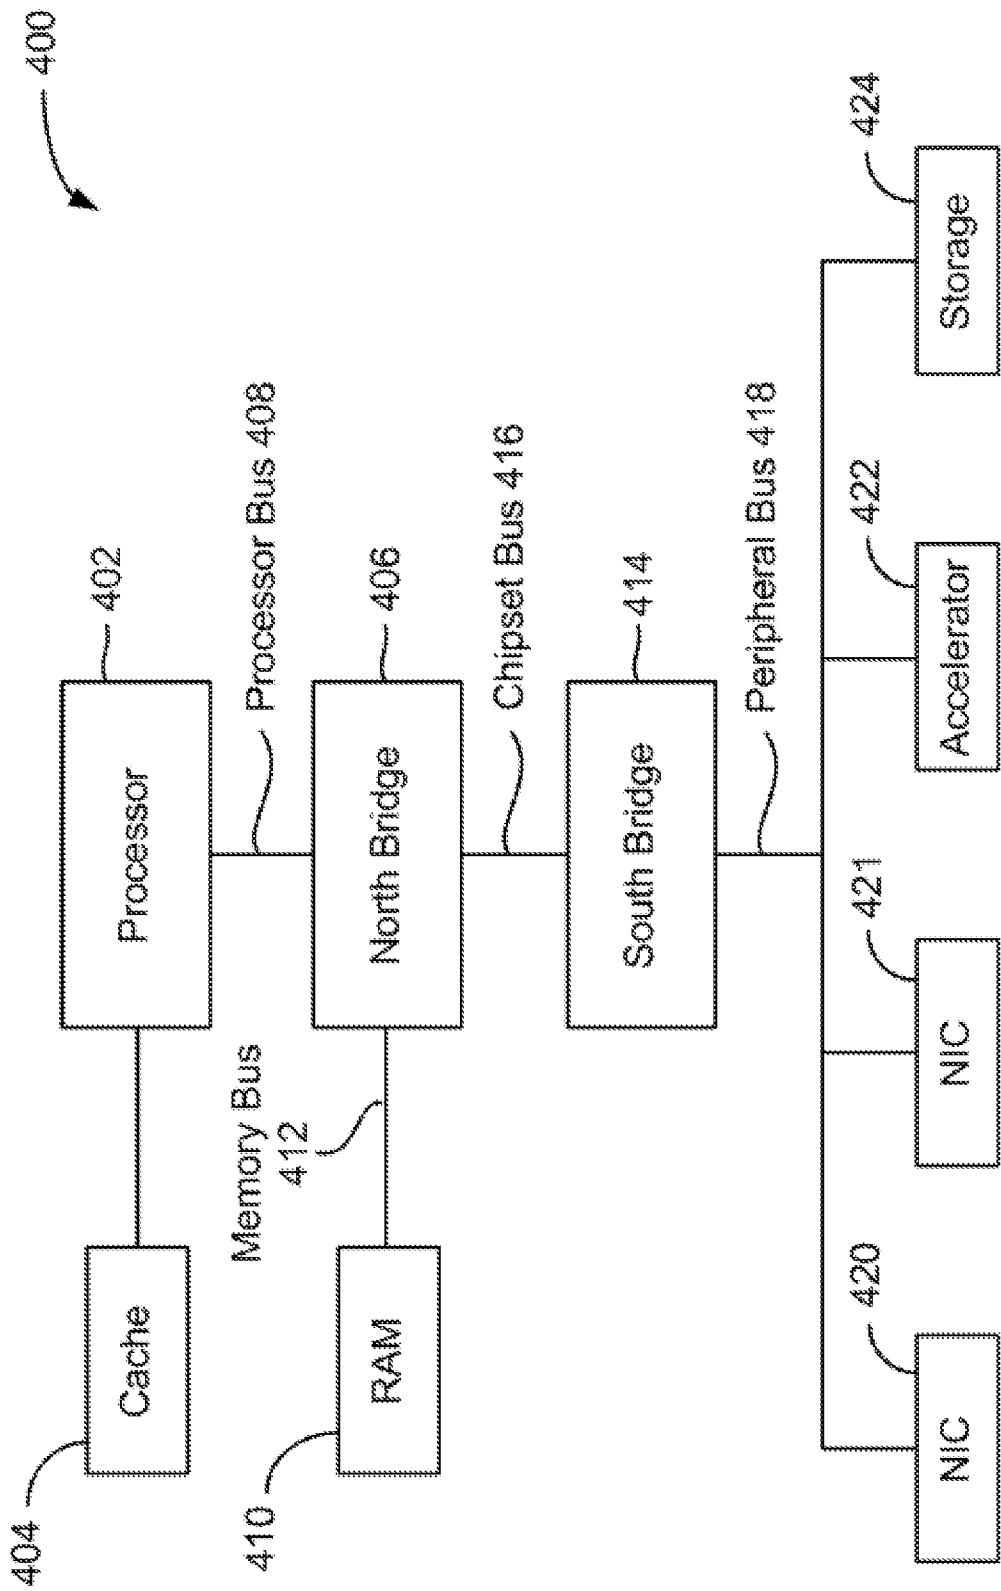 400
402
Processor
Cache
404
Processor Bus 408
406
North Bridge
Memory Bus
412
RAM
410
Chipset Bus 416
414
South Bridge
Peripheral Bus 418
420
NIC
421
NIC
422
Accelerator
424
Storage